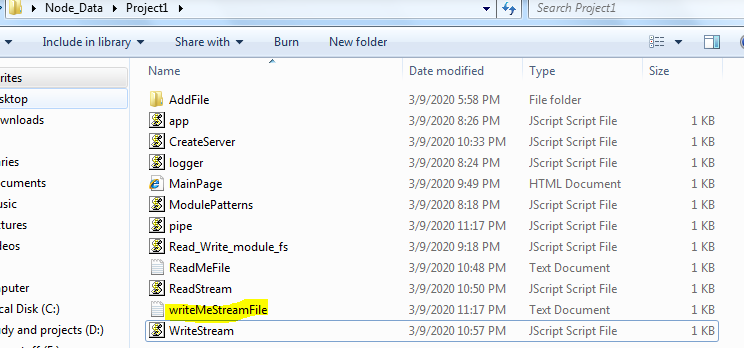 Node_Data Project1 Search Project1
Include in library Share with Burn New folder
Name Date modified Type Size
AddFile 3/9/2020 5:58 PM File folder
app 3/9/2020 8:26 PM JScript Script File 1 KB
CreateServer 3/9/2020 10:33 PM JScript Script File 1 KB
logger 3/9/2020 8:24 PM JScript Script File 1 KB
MainPage 3/9/2020 9:49 PM HTML Document 1 KB
ModulePatterns 3/9/2020 8:18 PM JScript Script File 1 KB
pipe 3/9/2020 11:17 PM JScript Script File 1 KB
Read_Write_module_fs 3/9/2020 9:18 PM JScript Script File 1 KB
ReadMeFile 3/9/2020 10:48 PM Text Document 1 KB
ReadStream 3/9/2020 10:50 PM JScript Script File 1 KB
writeMeStreamFile 3/9/2020 11:17 PM Text Document 1 KB
WriteStream 3/9/2020 10:57 PM JScript Script File 1 KB
rites
sktop
ownloads
aries
cuments
usic
tures
deos
mputer
cal Disk (C:)
udy and projects (D:)